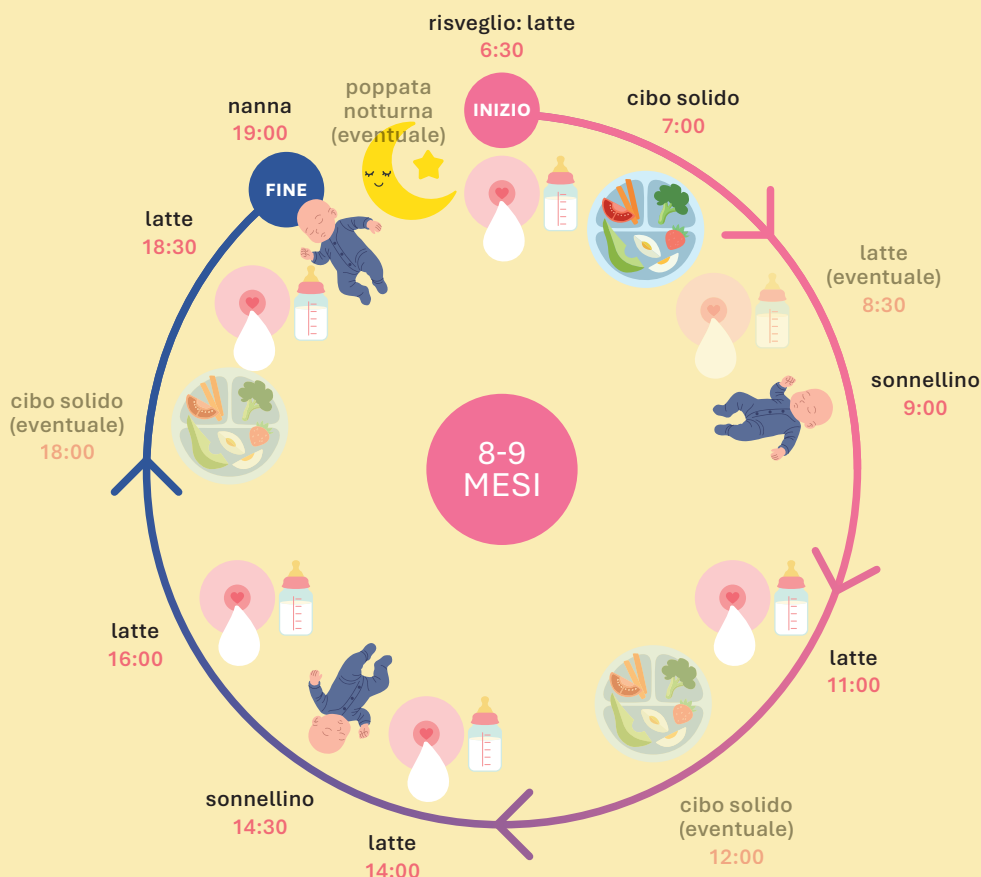 risveglio: latte
6:30
INIZIO
cibo solido
7:00
latte
(eventuale)
8:30
sonnellino
9:00
latte
11:00
cibo solido
(eventuale)
12:00
latte
14:00
sonnellino
14:30
latte
16:00
cibo solido
(eventuale)
18:00
latte
18:30
nanna
19:00
FINE
poppata
notturna
(eventuale)
8-9
MESI